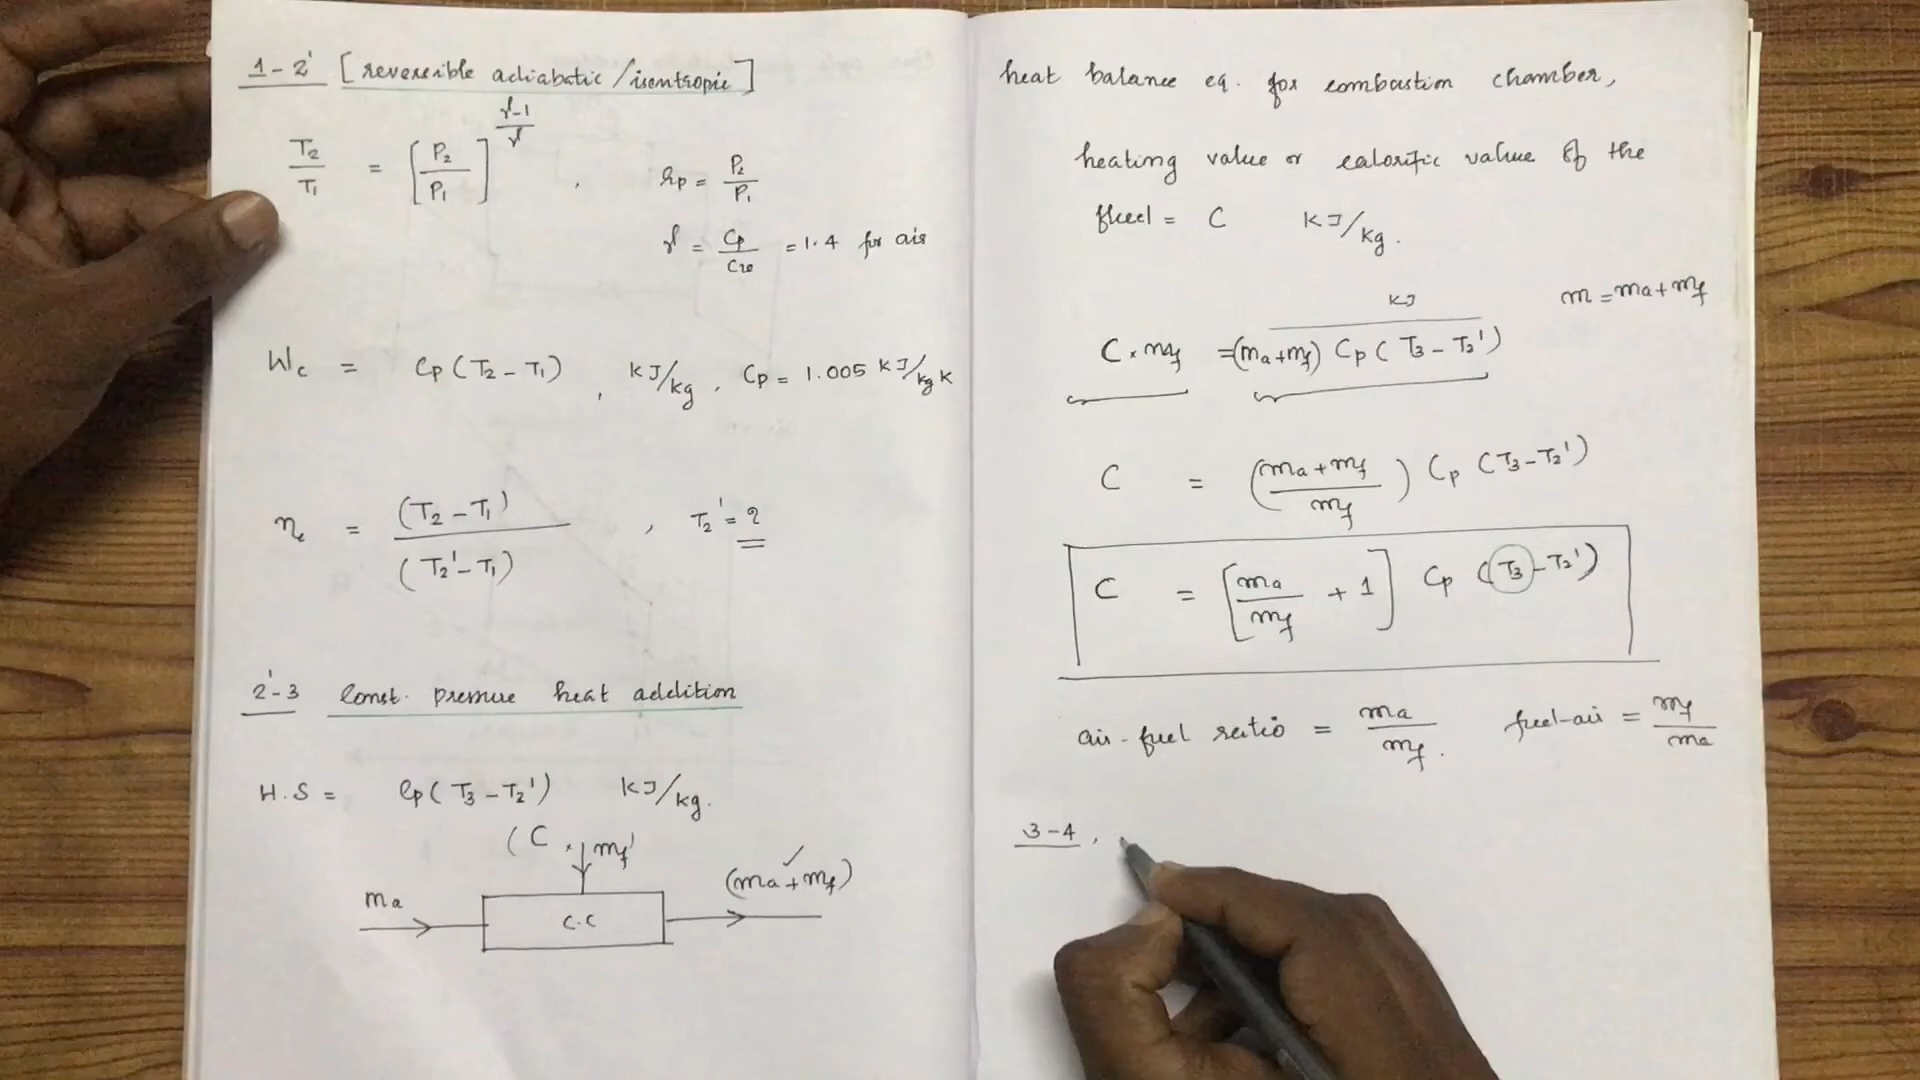 1-2' [reversible adiabatic/isentropic]
T2/T1 = [P2/P1]^(γ-1)/γ , rp = P2/P1
γ = Cp/Cv = 1.4 for air
Wc = Cp(T2-T1) , KJ/kg , Cp = 1.005 KJ/kg K
ηc = (T2-T1)/(T2'-T1) , T2' = ?
2'-3 Const. pressure heat addition
H.S = Cp(T3-T2') KJ/kg.
(C × mf)
ma
(ma+mf) ✓
C.C
heat balance eq. for combustion chamber,
heating value or calorific value of the
fuel = C KJ/kg.
KJ
m = ma+mf
C × mf = (ma+mf) Cp(T3-T2')
C = (ma+mf/mf) Cp (T3-T2')
C = [ma/mf + 1] Cp (T3-T2')
air-fuel ratio = ma/mf. fuel-air = mf/ma
3-4,